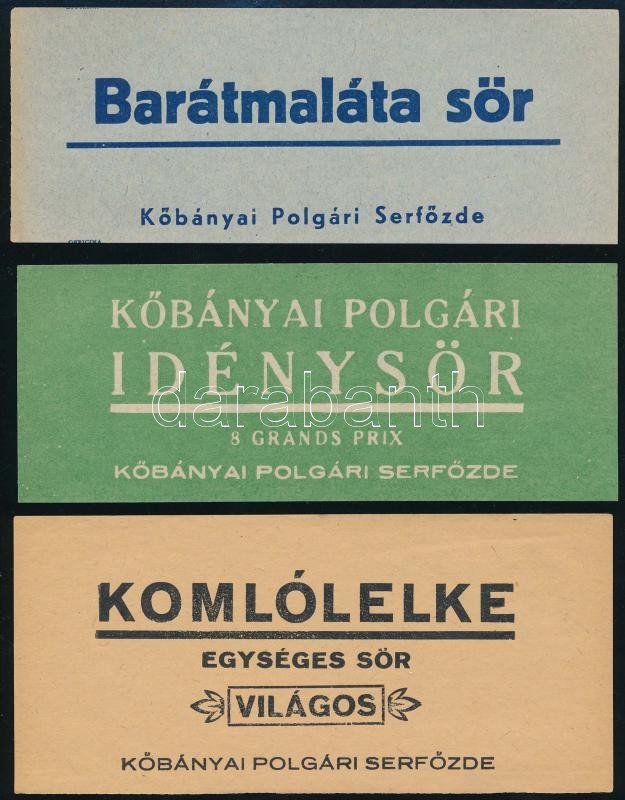 Barátmaláta sör
Kőbányai Polgári Serfőzde
KŐBÁNYAI POLGÁRI
IDÉNYSÖR
darabanth
8 GRANDS PRIX
KŐBÁNYAI POLGÁRI SERFŐZDE
KOMLÓLELKE
EGYSÉGES SÖR
VILÁGOS
KŐBÁNYAI POLGÁRI SERFŐZDE